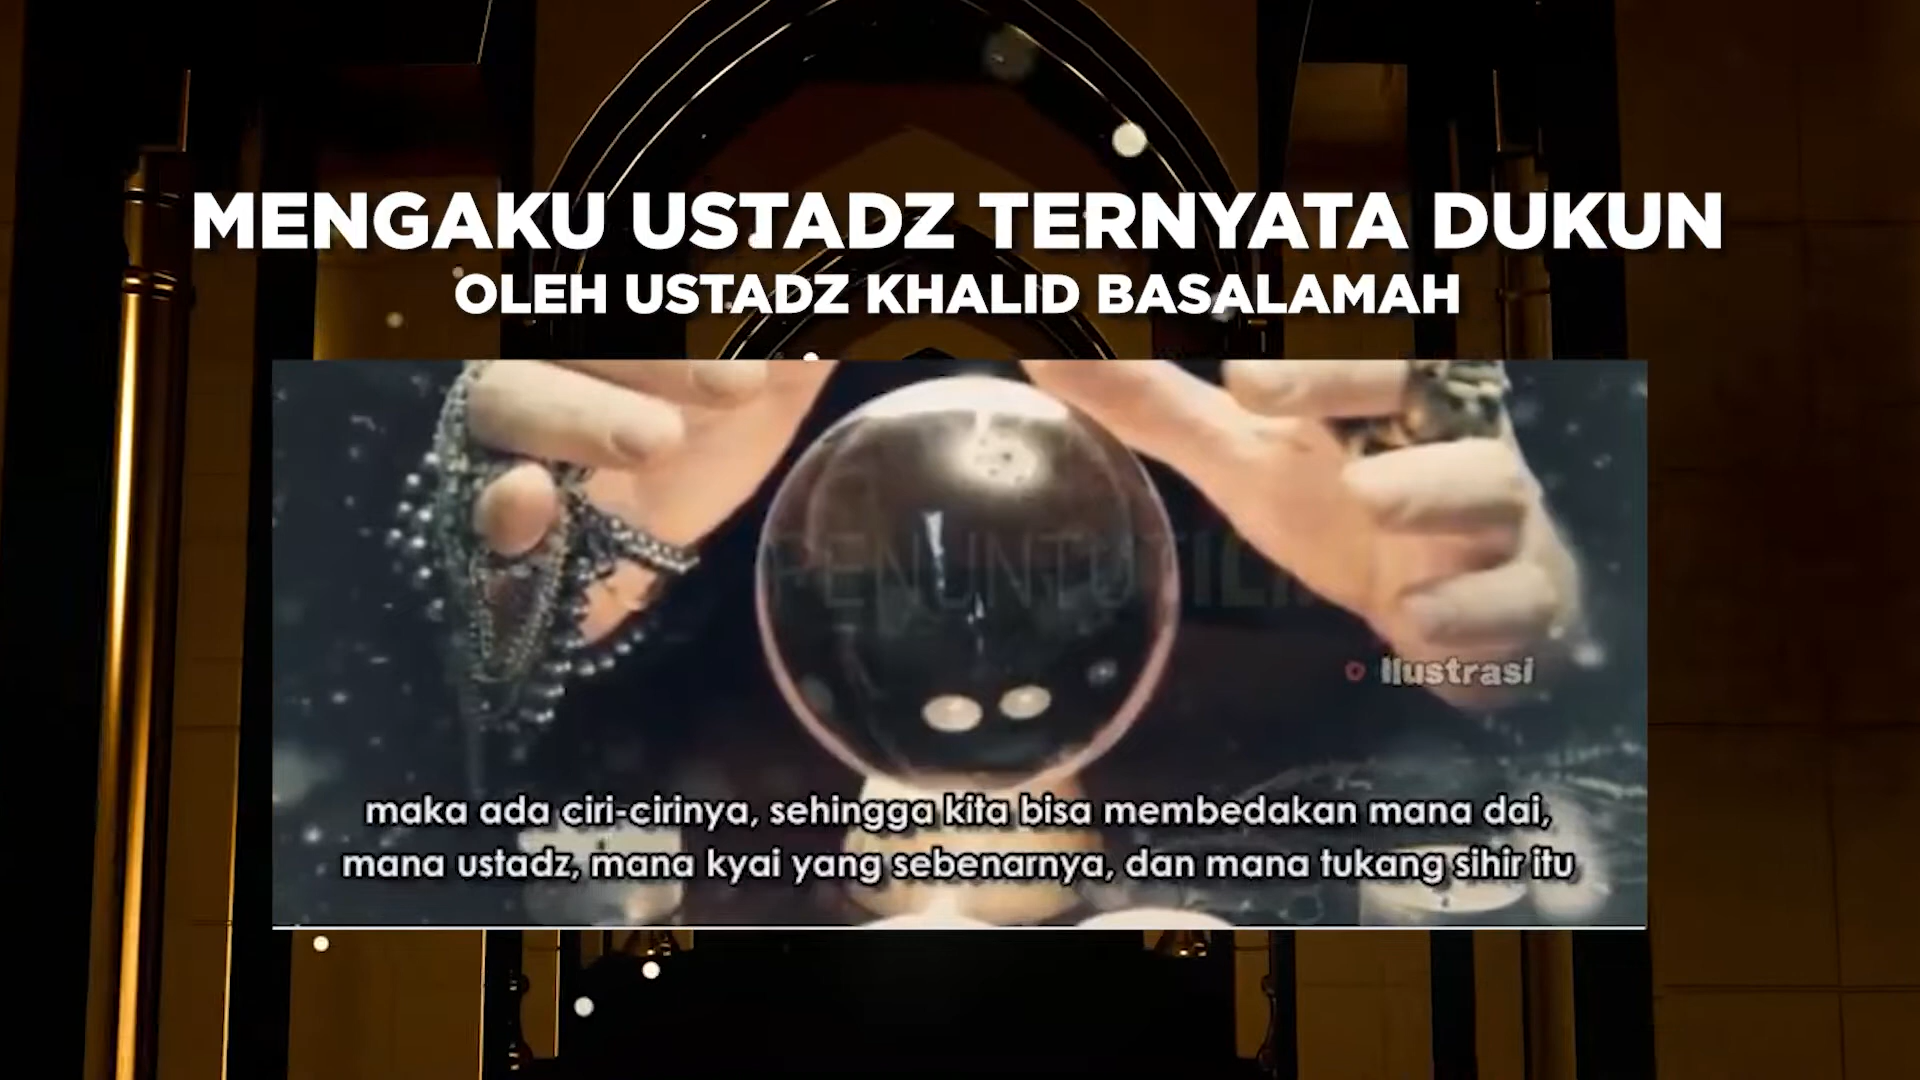 MENGAKU USTADZ TERNYATA DUKUN
OLEH USTADZ KHALID BASALAMAH
Ilustrasi
maka ada ciri-cirinya, sehingga kita bisa membedakan mana dai,
mana ustadz, mana kyai yang sebenarnya, dan mana tukang sihir itu